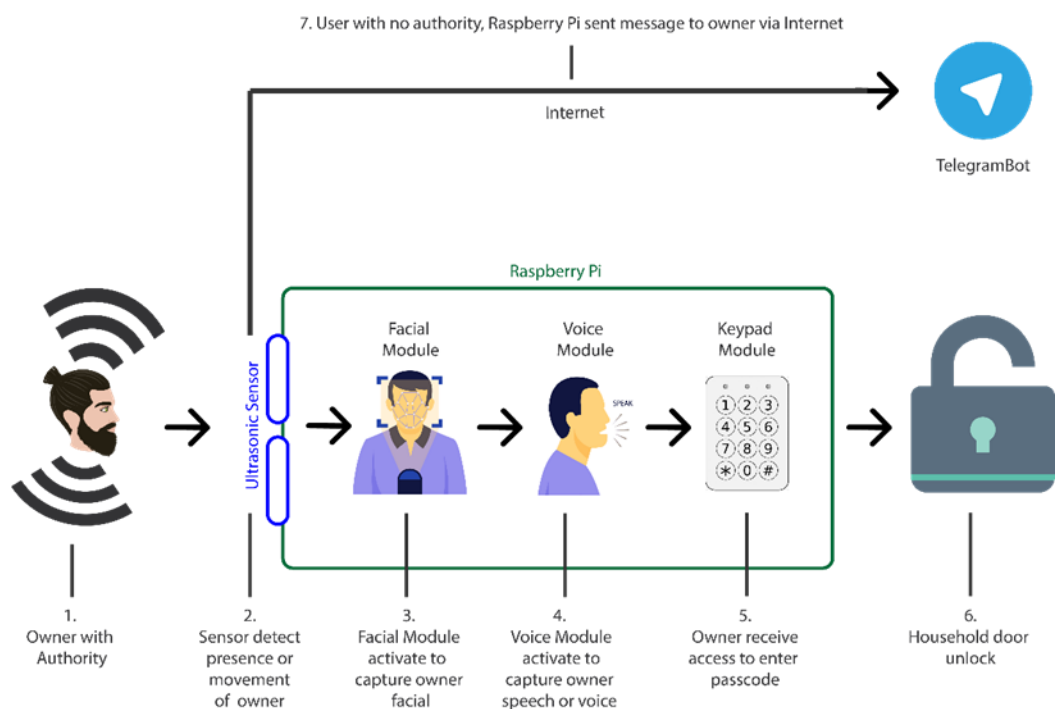 7. User with no authority, Raspberry Pi sent message to owner via Internet
Internet
TelegramBot
Raspberry Pi
Ultrasonic Sensor
Facial
Module
Voice
Module
Keypad
Module
SPEAK
1 2 3
4 5 6
7 8 9
* 0 #
1.
Owner with
Authority
2.
Sensor detect
presence or
movement
of owner
3.
Facial Module
activate to
capture owner
facial
4.
Voice Module
activate to
capture owner
speech or voice
5.
Owner receive
access to enter
passcode
6.
Household door
unlock